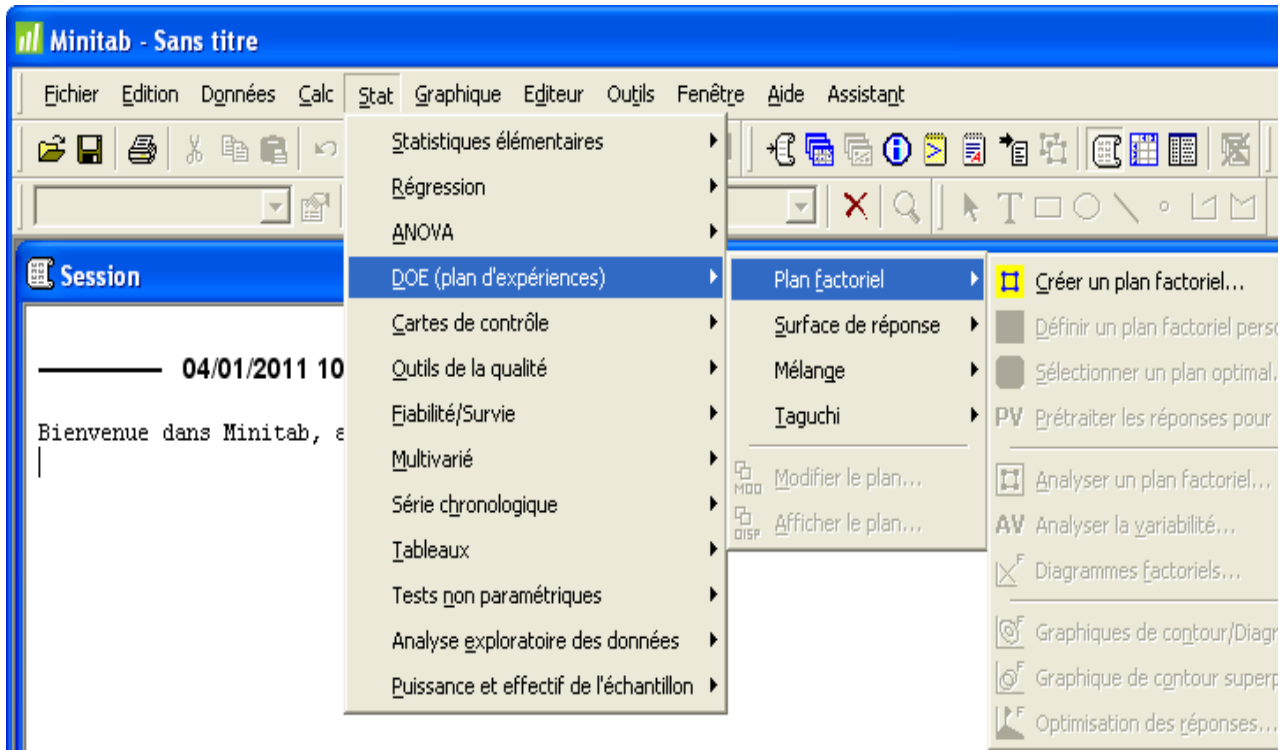 Minitab - Sans titre
Fichier Edition Données Calc Stat Graphique Editeur Outils Fenêtre Aide Assistant
Session
04/01/2011 10
Bienvenue dans Minitab, a
Statistiques élémentaires
Régression
ANOVA
DOE (plan d'expériences)
Cartes de contrôle
Outils de la qualité
Fiabilité/Survie
Multivarié
Série chronologique
Tableaux
Tests non paramétriques
Analyse exploratoire des données
Puissance et effectif de l'échantillon
Plan factoriel
Surface de réponse
Mélange
Taguchi
MOD Modifier le plan...
DISP Afficher le plan...
Créer un plan factoriel...
Définir un plan factoriel perso
Sélectionner un plan optimal.
PV Prétraiter les réponses pour
Analyser un plan factoriel...
AV Analyser la variabilité...
F Diagrammes factoriels...
F Graphiques de contour/Diagr
F Graphique de contour superp
F Optimisation des réponses...